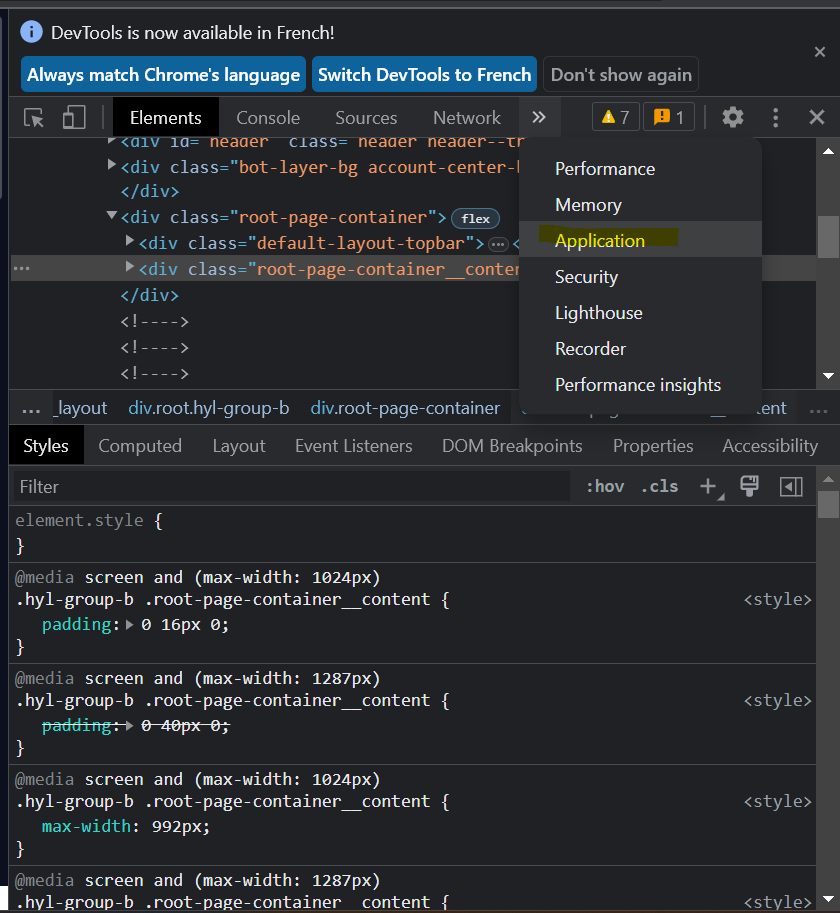 DevTools is now available in French!
Always match Chrome's language Switch DevTools to French Don't show again
Elements Console Sources Network 7 1
<div id="header" class="header header--tr
<div class="bot-layer-bg account-center-
</div>
<div class="root-page-container"> flex
<div class="default-layout-topbar"> ... <
<div class="root-page-container__conten
</div>
<!---->
<!---->
<!---->
Performance
Memory
Application
Security
Lighthouse
Recorder
Performance insights
... _layout div.root.hyl-group-b div.root-page-container ent ...
Styles Computed Layout Event Listeners DOM Breakpoints Properties Accessibility
Filter :hov .cls
element.style {
}
@media screen and (max-width: 1024px)
.hyl-group-b .root-page-container__content { <style>
padding: 0 16px 0;
}
@media screen and (max-width: 1287px)
.hyl-group-b .root-page-container__content { <style>
padding: 0 40px 0;
}
@media screen and (max-width: 1024px)
.hyl-group-b .root-page-container__content { <style>
max-width: 992px;
}
@media screen and (max-width: 1287px)
.hyl-group-b .root-page-container__content { <style>